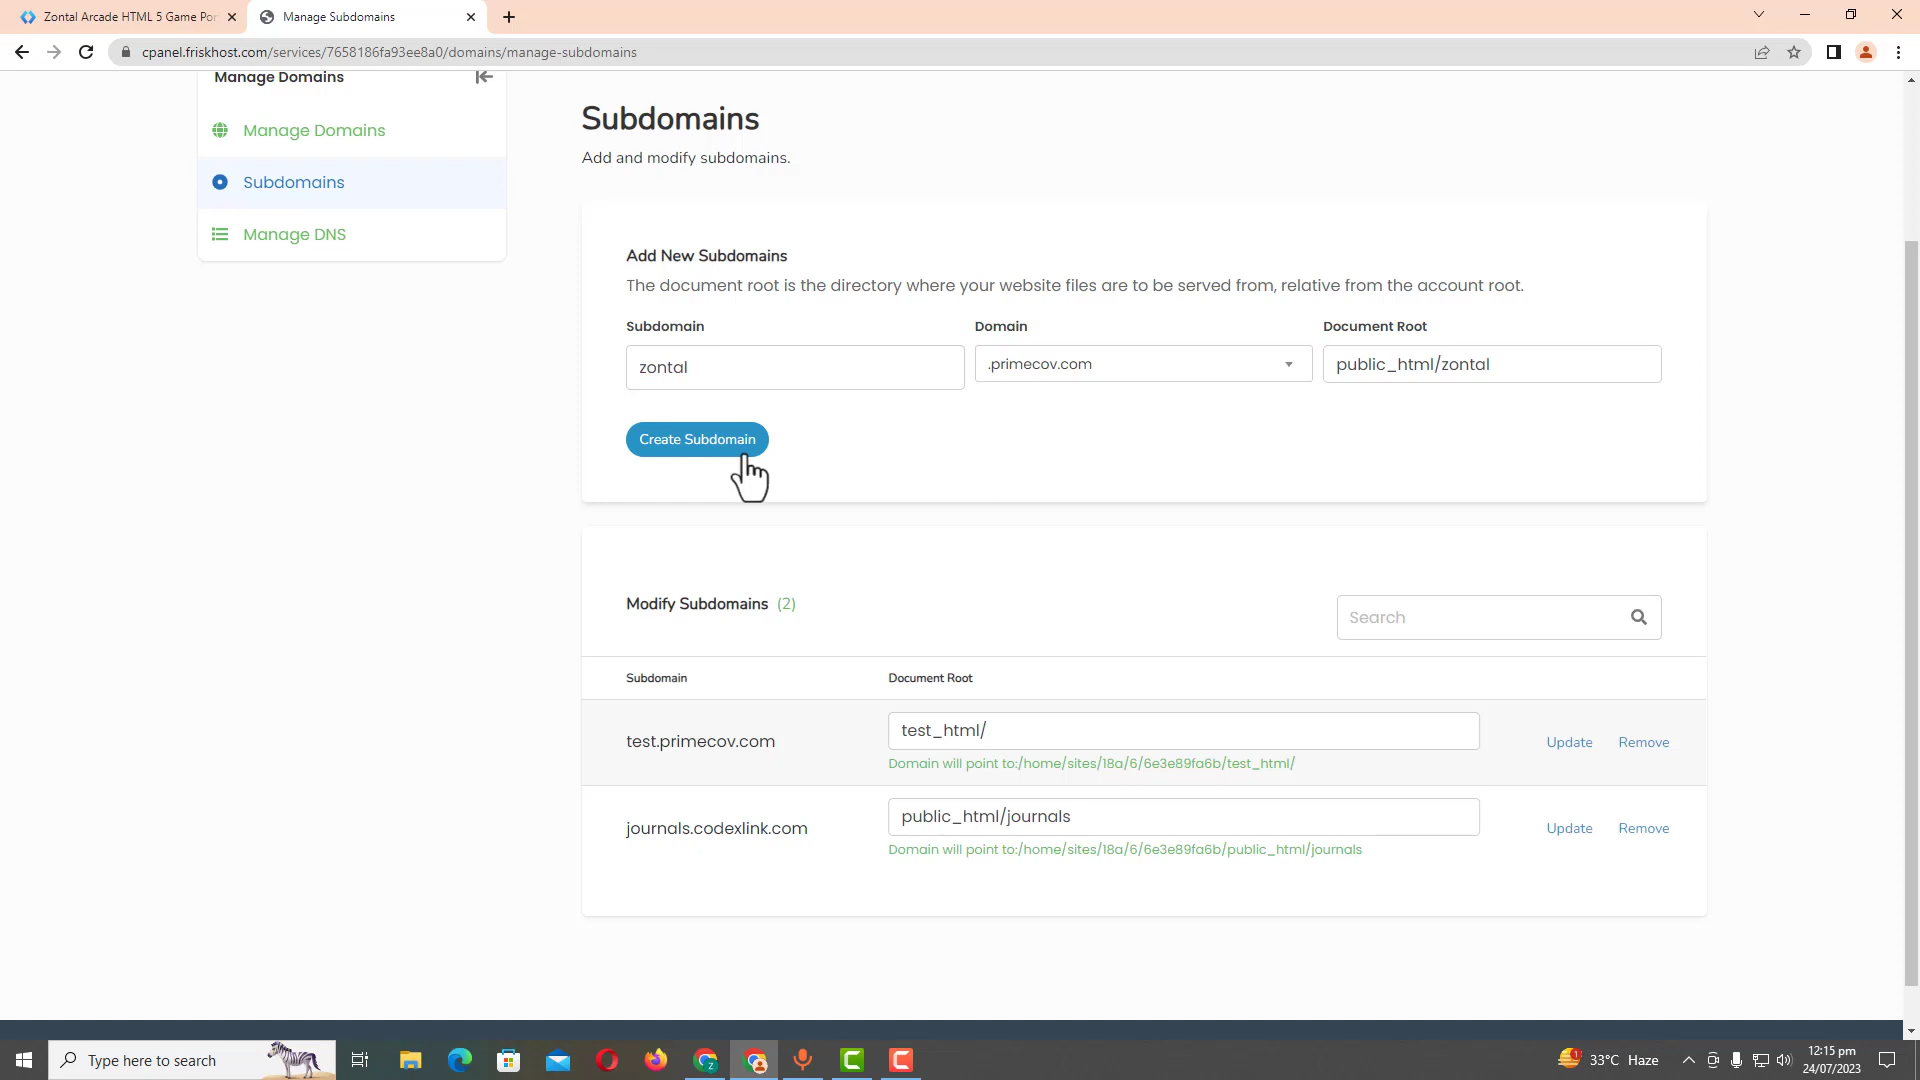 Zontal Arcade HTML 5 Game Por
Manage Subdomains
cpanel.friskhost.com/services/7658186fa93ee8a0/domains/manage-subdomains
Manage Domains
Manage Domains
Subdomains
Manage DNS
Subdomains
Add and modify subdomains.
Add New Subdomains
The document root is the directory where your website files are to be served from, relative from the account root.
Subdomain Domain Document Root
zontal .primecov.com public_html/zontal
Create Subdomain
Modify Subdomains (2)
Search
Subdomain Document Root
test.primecov.com test_html/ Update Remove
Domain will point to:/home/sites/18a/6/6e3e89fa6b/test_html/
journals.codexlink.com public_html/journals Update Remove
Domain will point to:/home/sites/18a/6/6e3e89fa6b/public_html/journals
Type here to search
1 33°C Haze
12:15 pm
24/07/2023